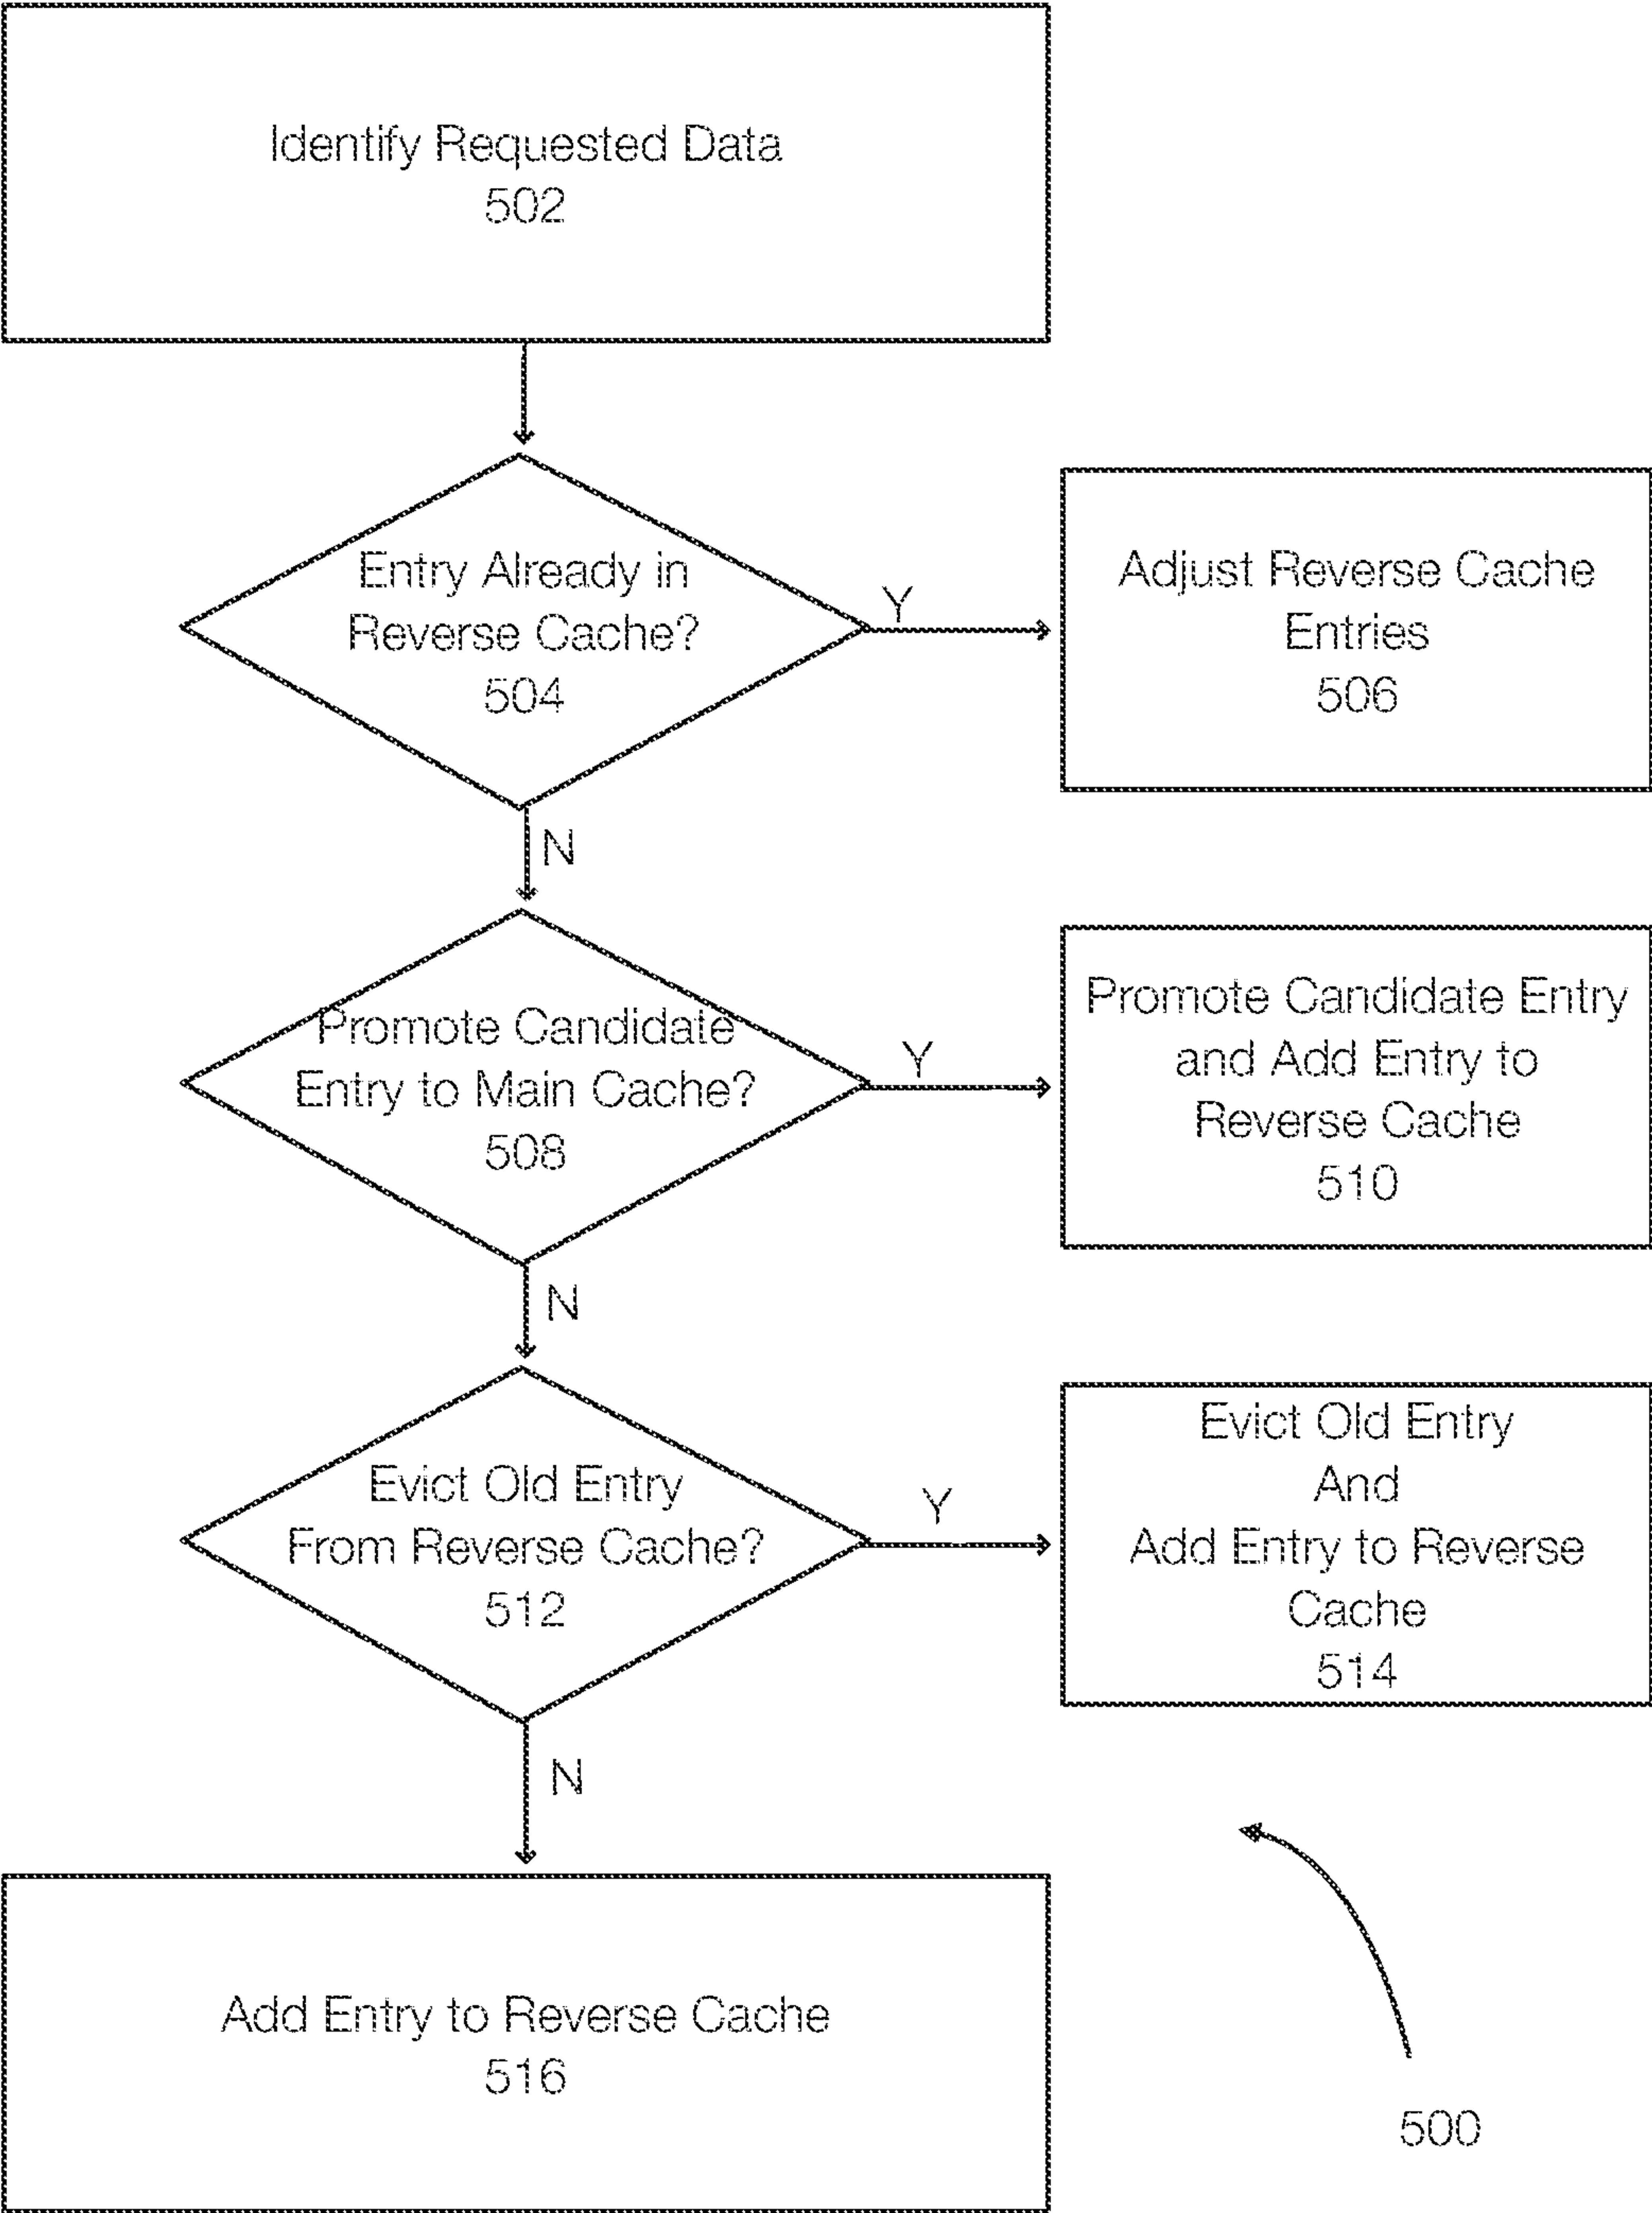 Identify Requested Data
502
Entry Already in
Reverse Cache?
504
Y
Adjust Reverse Cache
Entries
506
N
Promote Candidate
Entry to Main Cache?
508
Y
Promote Candidate Entry
and Add Entry to
Reverse Cache
510
N
Evict Old Entry
From Reverse Cache?
512
Y
Evict Old Entry
And
Add Entry to Reverse
Cache
514
N
Add Entry to Reverse Cache
516
500